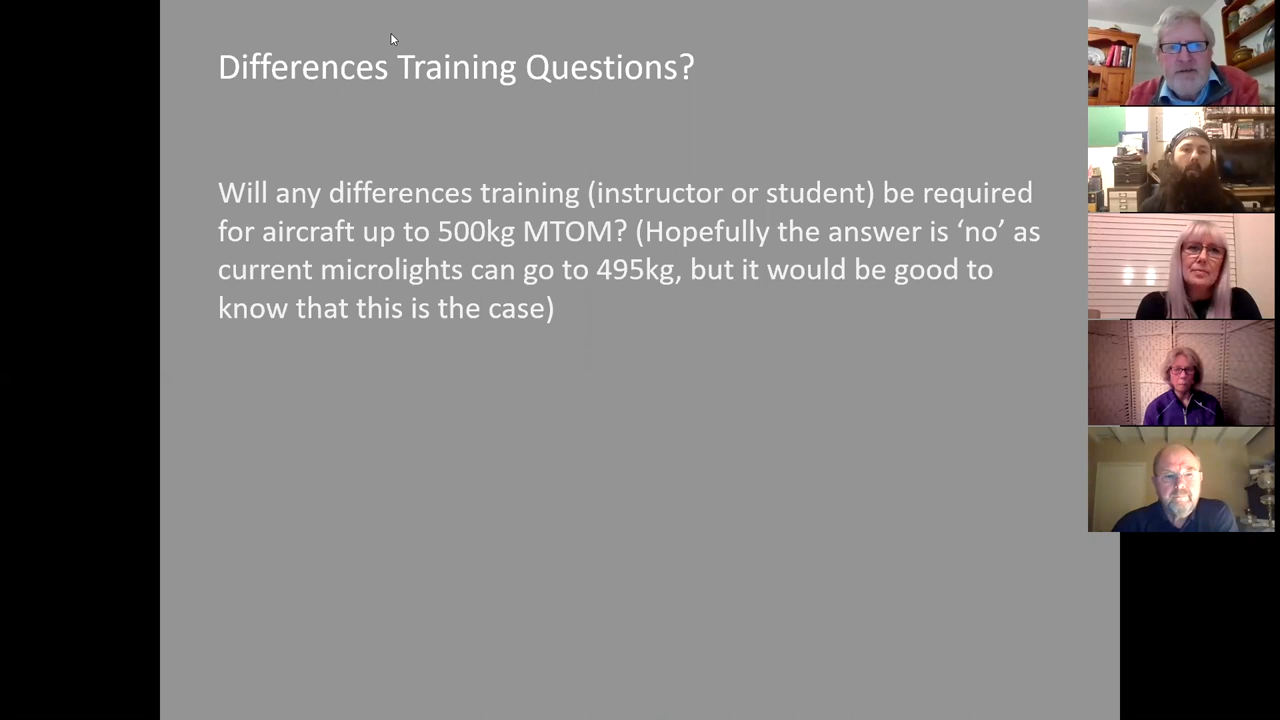 Differences Training Questions?
Will any differences training (instructor or student) be required
for aircraft up to 500kg MTOM? (Hopefully the answer is ‘no’ as
current microlights can go to 495kg, but it would be good to
know that this is the case)